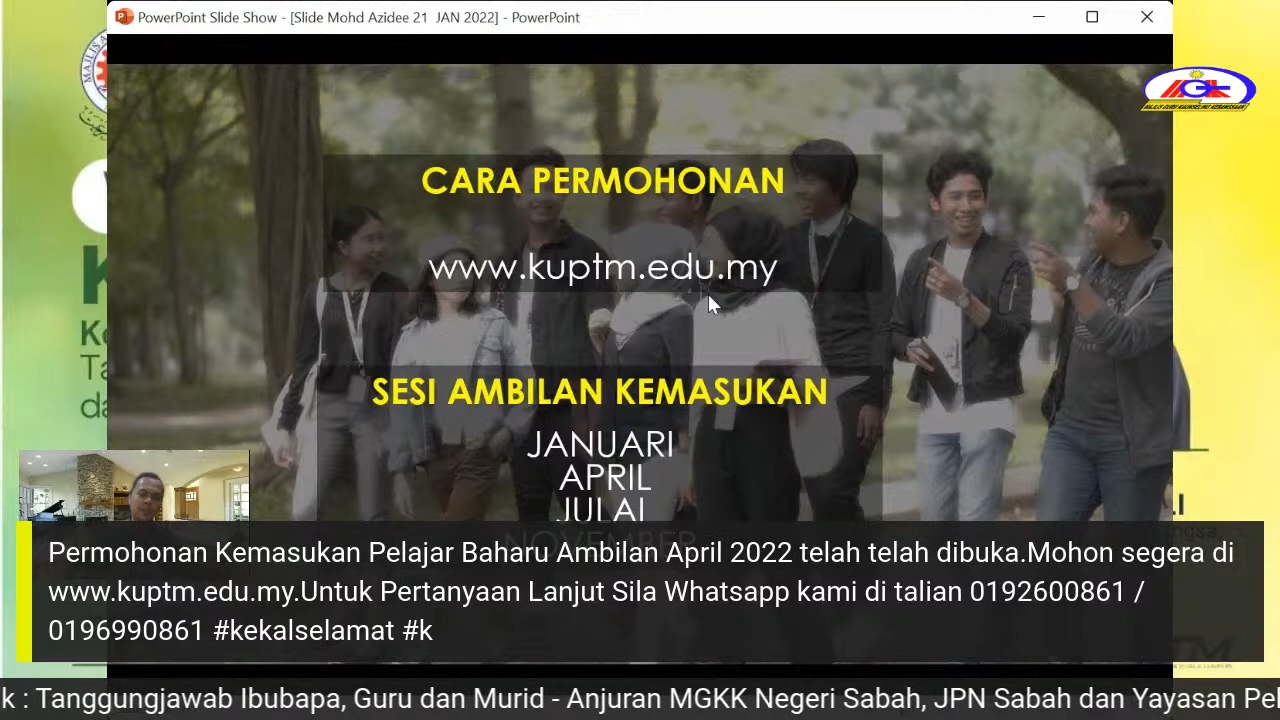 PowerPoint Slide Show - [Slide Mohd Azidee 21 JAN 2022] - PowerPoint
CARA PERMOHONAN
www.kuptm.edu.my
SESI AMBILAN KEMASUKAN
JANUARI
APRIL
JULAI
NOVEMBER
Permohonan Kemasukan Pelajar Baharu Ambilan April 2022 telah telah dibuka.Mohon segera di
www.kuptm.edu.my.Untuk Pertanyaan Lanjut Sila Whatsapp kami di talian 0192600861 /
0196990861 #kekalselamat #k
k : Tanggungjawab Ibubapa, Guru dan Murid - Anjuran MGKK Negeri Sabah, JPN Sabah dan Yayasan Pel